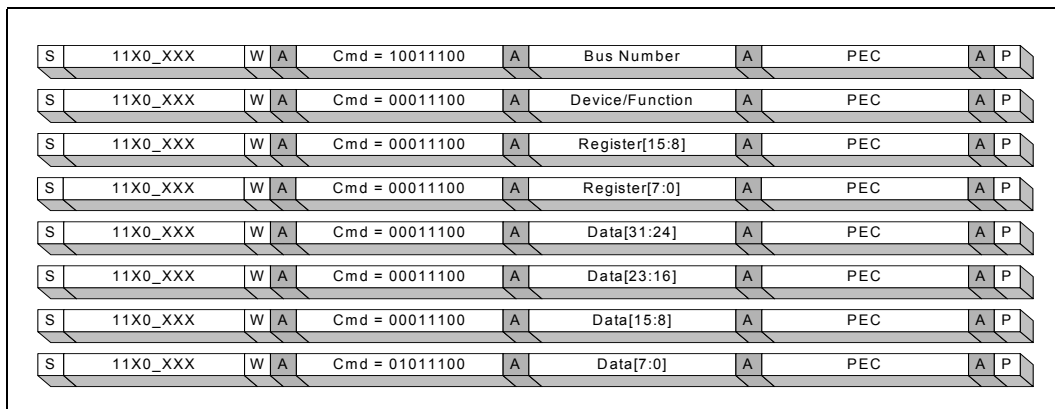 S 11X0_XXX W A Cmd = 10011100 A Bus Number A PEC A P
S 11X0_XXX W A Cmd = 00011100 A Device/Function A PEC A P
S 11X0_XXX W A Cmd = 00011100 A Register[15:8] A PEC A P
S 11X0_XXX W A Cmd = 00011100 A Register[7:0] A PEC A P
S 11X0_XXX W A Cmd = 00011100 A Data[31:24] A PEC A P
S 11X0_XXX W A Cmd = 00011100 A Data[23:16] A PEC A P
S 11X0_XXX W A Cmd = 00011100 A Data[15:8] A PEC A P
S 11X0_XXX W A Cmd = 01011100 A Data[7:0] A PEC A P